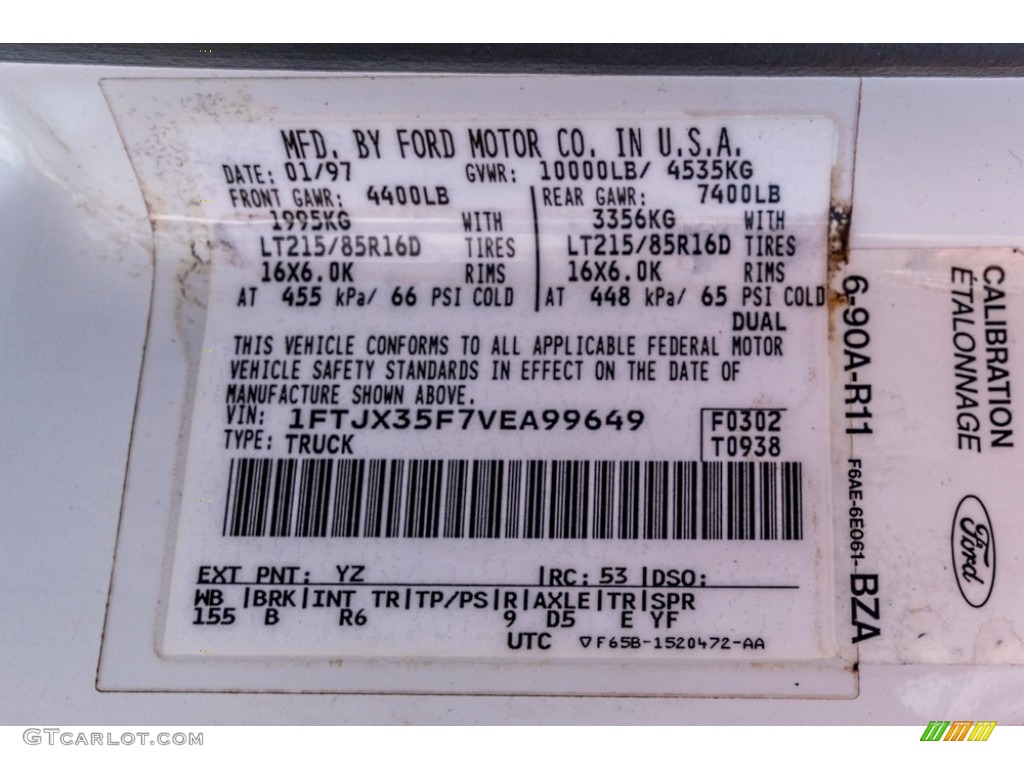 MFD. BY FORD MOTOR CO. IN U.S.A.
DATE: 01/97 GVWR: 10000LB/ 4535KG
FRONT GAWR: 4400LB REAR GAWR: 7400LB
1995KG WITH 3356KG WITH
LT215/85R16D TIRES LT215/85R16D TIRES
16X6.0K RIMS 16X6.0K RIMS
AT 455 kPa/ 66 PSI COLD AT 448 kPa/ 65 PSI COLD
DUAL
THIS VEHICLE CONFORMS TO ALL APPLICABLE FEDERAL MOTOR
VEHICLE SAFETY STANDARDS IN EFFECT ON THE DATE OF
MANUFACTURE SHOWN ABOVE.
VIN: 1FTJX35F7VEA99649 F0302
TYPE: TRUCK T0938
EXT PNT: YZ |RC: 53 |DSO:
WB |BRK|INT TR|TP/PS|R|AXLE|TR|SPR
155 B R6 9 D5 E YF
UTC ▽F65B-1520472-AA
CALIBRATION
ÉTALONNAGE
Ford
6-90A-R11
F6AE-6E061-BZA
GTCARLOT.COM